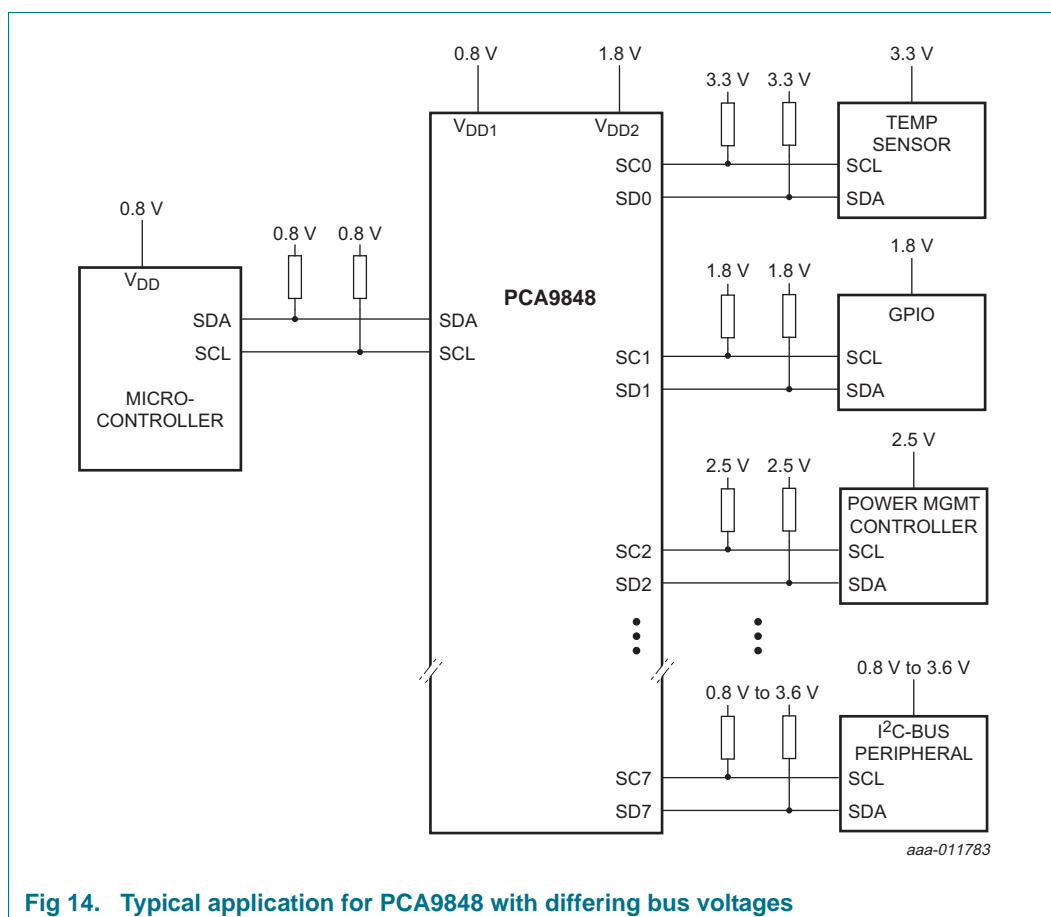 0.8 V 1.8 V 3.3 V
3.3 V 3.3 V
V_DD1 V_DD2
TEMP
SENSOR
SC0 SCL
SD0 SDA
0.8 V
0.8 V 0.8 V
V_DD
1.8 V
1.8 V 1.8 V
PCA9848
GPIO
SDA SDA
SCL SCL
SC1 SCL
SD1 SDA
MICRO-
CONTROLLER
2.5 V
2.5 V 2.5 V
POWER MGMT
CONTROLLER
SC2 SCL
SD2 SDA
0.8 V to 3.6 V
0.8 V to 3.6 V
I²C-BUS
PERIPHERAL
SC7 SCL
SD7 SDA
aaa-011783
Fig 14. Typical application for PCA9848 with differing bus voltages